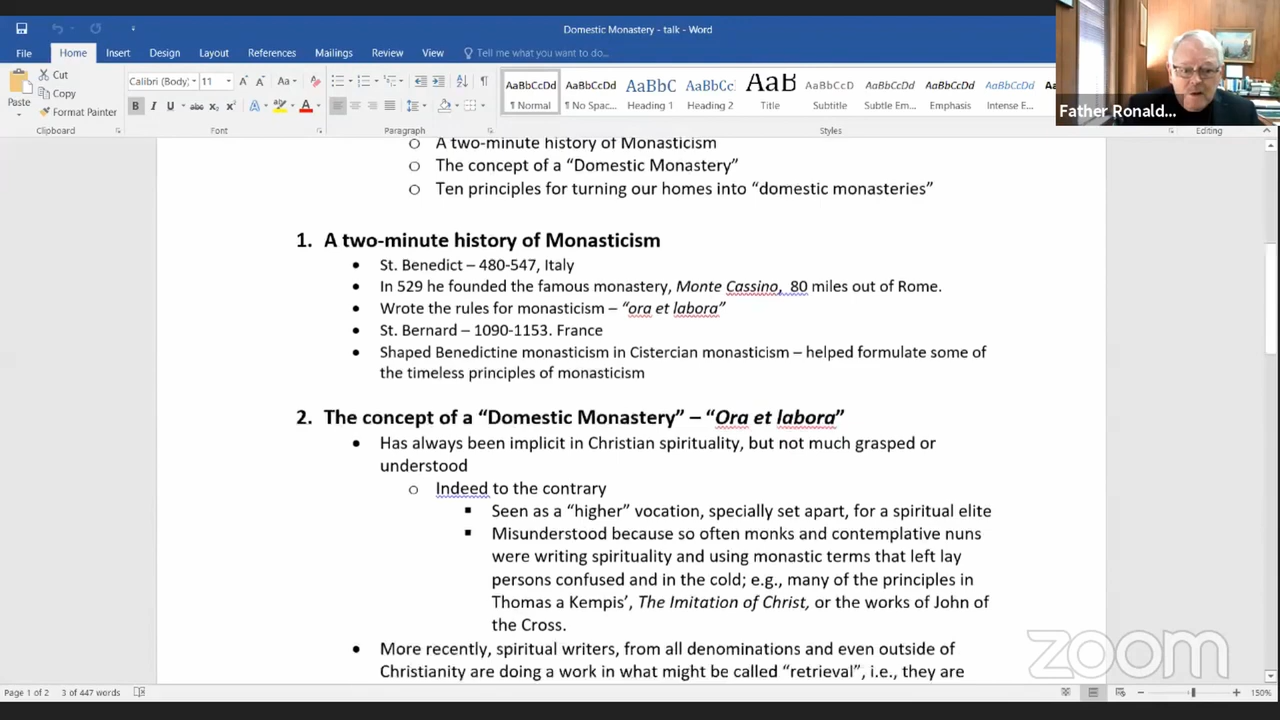 Domestic Monastery - talk - Word
File Home Insert Design Layout References Mailings Review View Tell me what you want to do...
Paste
Cut
Copy
Format Painter
Clipboard
Calibri (Body) 11
Font
Paragraph
AaBbCcDd AaBbCcDd AaBbC AaBbCc AaB AaBbCcD AaBbCcDd AaBbCcDd AaBbCcDd
¶ Normal ¶ No Spac... Heading 1 Heading 2 Title Subtitle Subtle Em... Emphasis Intense E...
Styles
Father Ronald...
Editing
o A two-minute history of Monasticism
o The concept of a “Domestic Monastery”
o Ten principles for turning our homes into “domestic monasteries”
1. A two-minute history of Monasticism
• St. Benedict – 480-547, Italy
• In 529 he founded the famous monastery, Monte Cassino, 80 miles out of Rome.
• Wrote the rules for monasticism – “ora et labora”
• St. Bernard – 1090-1153. France
• Shaped Benedictine monasticism in Cistercian monasticism – helped formulate some of
the timeless principles of monasticism
2. The concept of a “Domestic Monastery” – “Ora et labora”
• Has always been implicit in Christian spirituality, but not much grasped or
understood
o Indeed to the contrary
▪ Seen as a “higher” vocation, specially set apart, for a spiritual elite
▪ Misunderstood because so often monks and contemplative nuns
were writing spirituality and using monastic terms that left lay
persons confused and in the cold; e.g., many of the principles in
Thomas a Kempis’, The Imitation of Christ, or the works of John of
the Cross.
• More recently, spiritual writers, from all denominations and even outside of
Christianity are doing a work in what might be called “retrieval”, i.e., they are
zoom
Page 1 of 2 3 of 447 words
150%